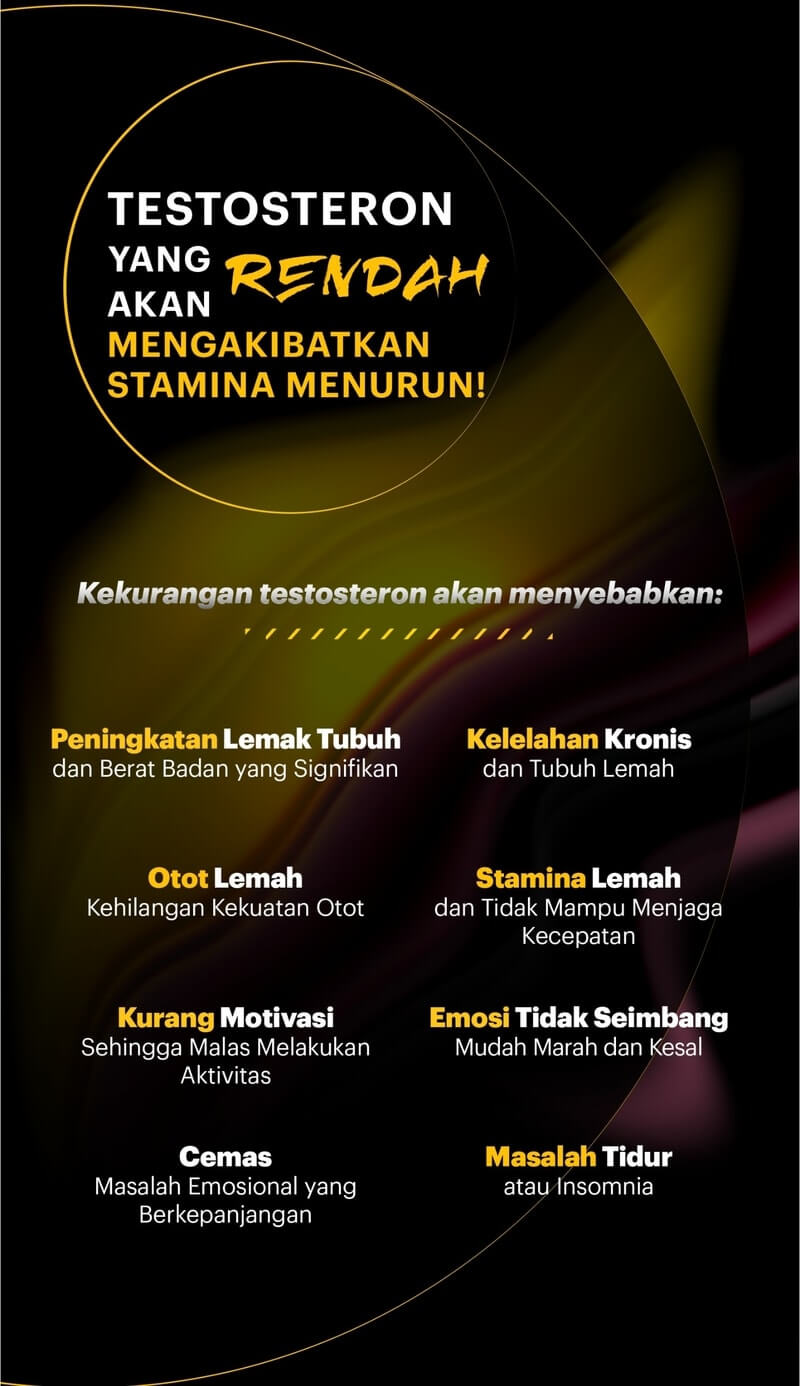 TESTOSTERON
YANG RENDAH
AKAN
MENGAKIBATKAN
STAMINA MENURUN!
Kekurangan testosteron akan menyebabkan:
Peningkatan Lemak Tubuh
dan Berat Badan yang Signifikan
Kelelahan Kronis
dan Tubuh Lemah
Otot Lemah
Kehilangan Kekuatan Otot
Stamina Lemah
dan Tidak Mampu Menjaga
Kecepatan
Kurang Motivasi
Sehingga Malas Melakukan
Aktivitas
Emosi Tidak Seimbang
Mudah Marah dan Kesal
Cemas
Masalah Emosional yang
Berkepanjangan
Masalah Tidur
atau Insomnia